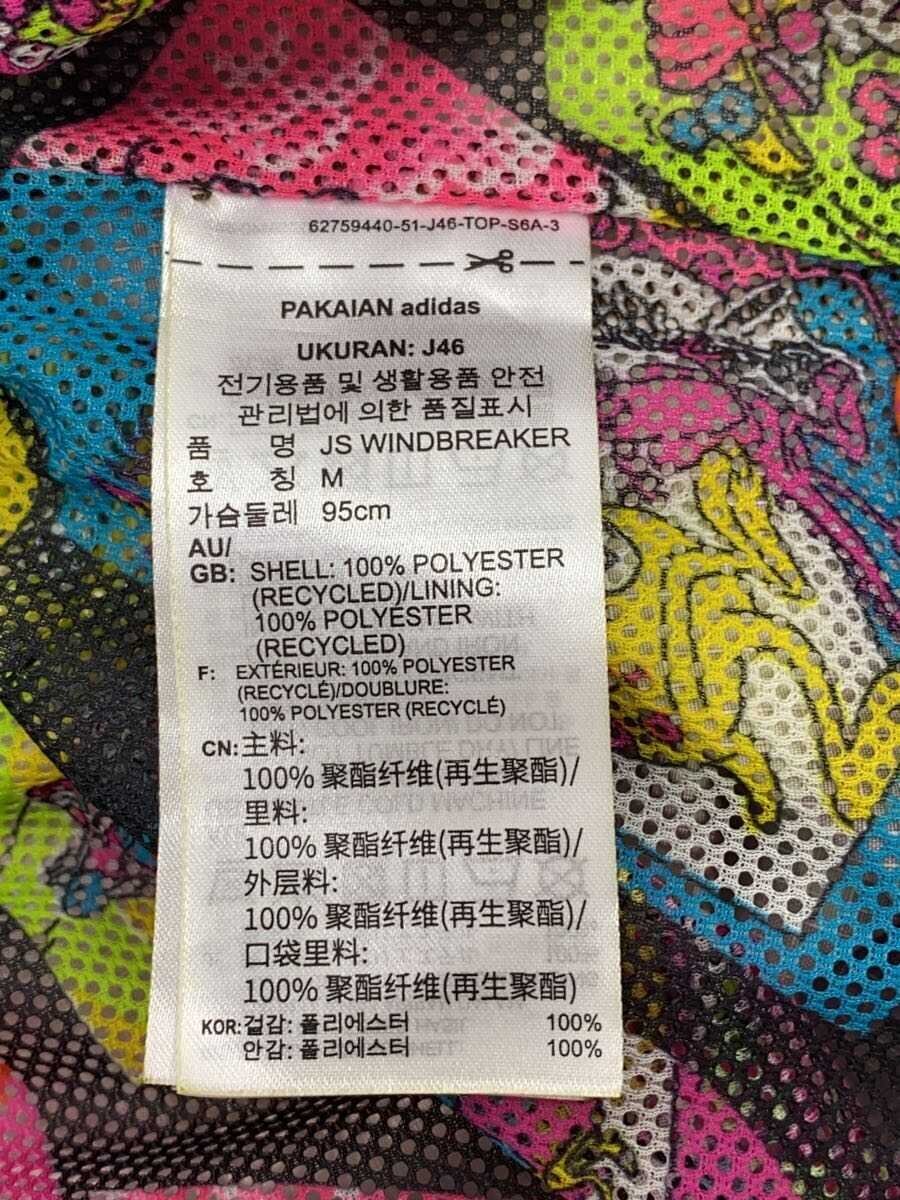 62759440-51-J46-TOP-S6A-3
PAKAIAN adidas
UKURAN: J46
전기용품 및 생활용품 안전
관리법에 의한 품질표시
품 명 JS WINDBREAKER
호 칭 M
가슴둘레 95cm
AU/
GB: SHELL: 100% POLYESTER
(RECYCLED)/LINING:
100% POLYESTER
(RECYCLED)
F: EXTÉRIEUR: 100% POLYESTER
(RECYCLÉ)/DOUBLURE:
100% POLYESTER (RECYCLÉ)
CN: 主料:
100% 聚酯纤维(再生聚酯)/
里料:
100% 聚酯纤维(再生聚酯)/
外层料:
100% 聚酯纤维(再生聚酯)/
口袋里料:
100% 聚酯纤维(再生聚酯)
KOR: 겉감: 폴리에스터 100%
안감: 폴리에스터 100%